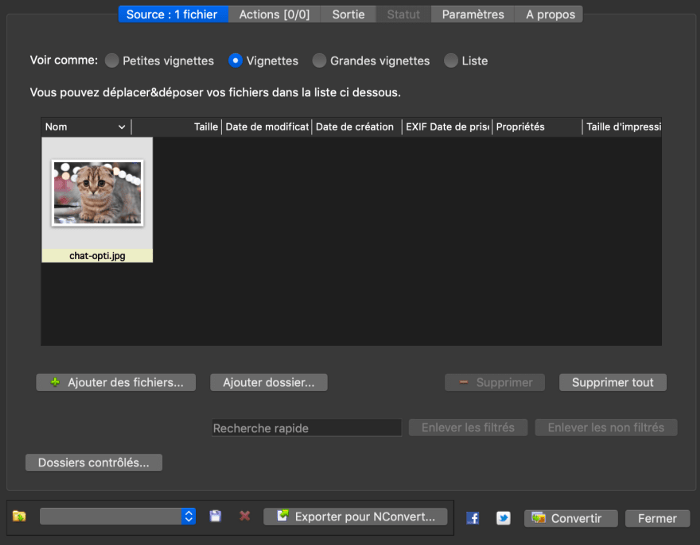 Source : 1 fichier Actions [0/0] Sortie Statut Paramètres A propos
Voir comme: Petites vignettes Vignettes Grandes vignettes Liste
Vous pouvez déplacer&déposer vos fichiers dans la liste ci dessous.
Nom Taille Date de modificat Date de création EXIF Date de prise Propriétés Taille d'impressi
chat-opti.jpg
Ajouter des fichiers... Ajouter dossier... Supprimer Supprimer tout
Recherche rapide Enlever les filtrés Enlever les non filtrés
Dossiers contrôlés...
Exporter pour NConvert... Convertir Fermer